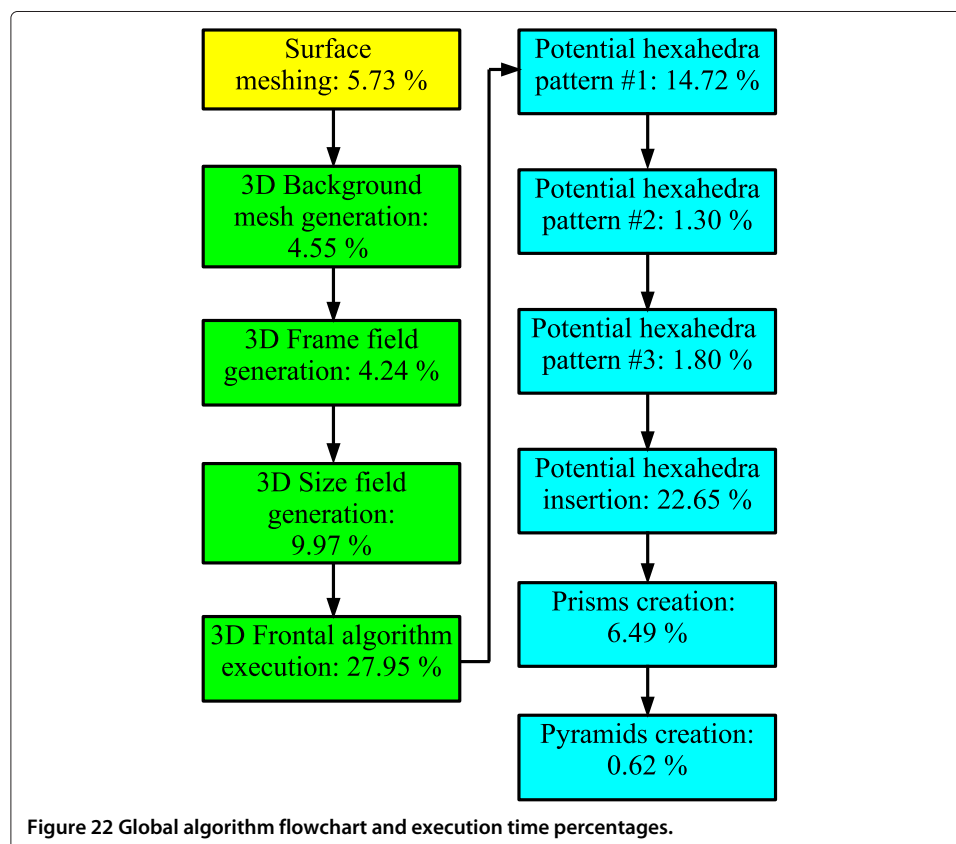 Surface
meshing: 5.73 %
3D Background
mesh generation:
4.55 %
3D Frame field
generation: 4.24 %
3D Size field
generation:
9.97 %
3D Frontal algorithm
execution: 27.95 %
Potential hexahedra
pattern #1: 14.72 %
Potential hexahedra
pattern #2: 1.30 %
Potential hexahedra
pattern #3: 1.80 %
Potential hexahedra
insertion: 22.65 %
Prisms creation:
6.49 %
Pyramids creation:
0.62 %
Figure 22 Global algorithm flowchart and execution time percentages.